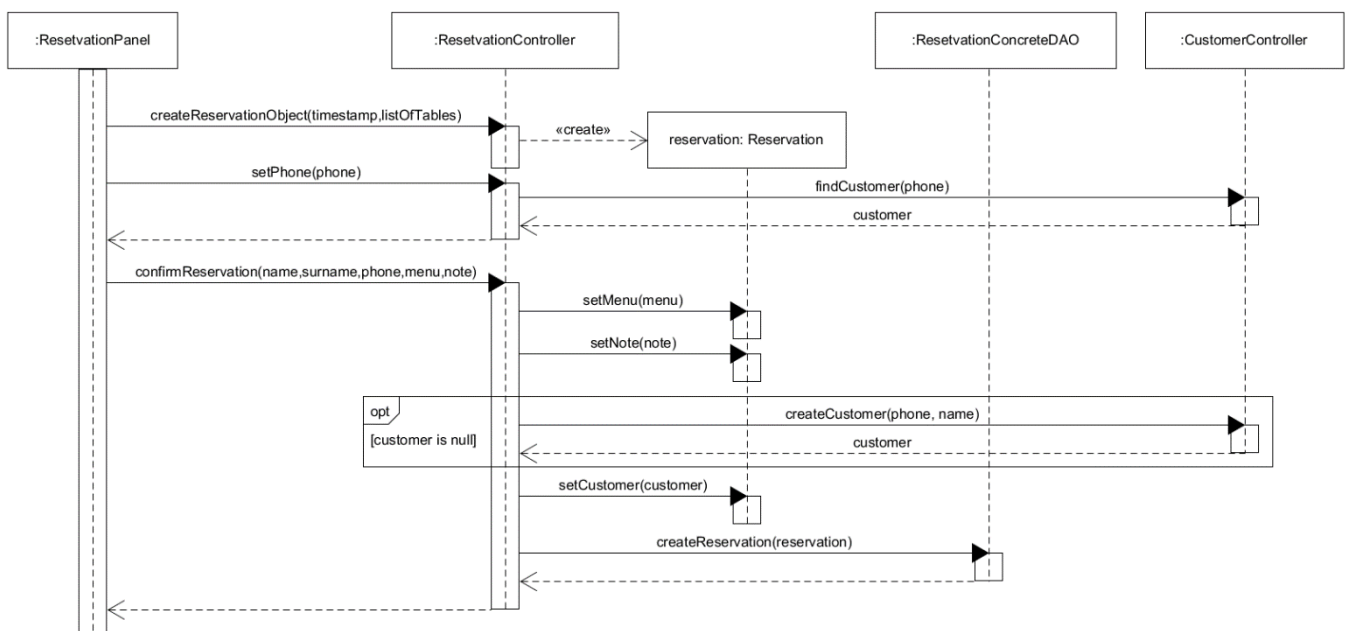 :ResetvationPanel
:ResetvationController
:ResetvationConcreteDAO
:CustomerController
createReservationObject(timestamp,listOfTables)
«create»
reservation: Reservation
setPhone(phone)
findCustomer(phone)
customer
confirmReservation(name,surname,phone,menu,note)
setMenu(menu)
setNote(note)
opt
createCustomer(phone, name)
[customer is null]
customer
setCustomer(customer)
createReservation(reservation)